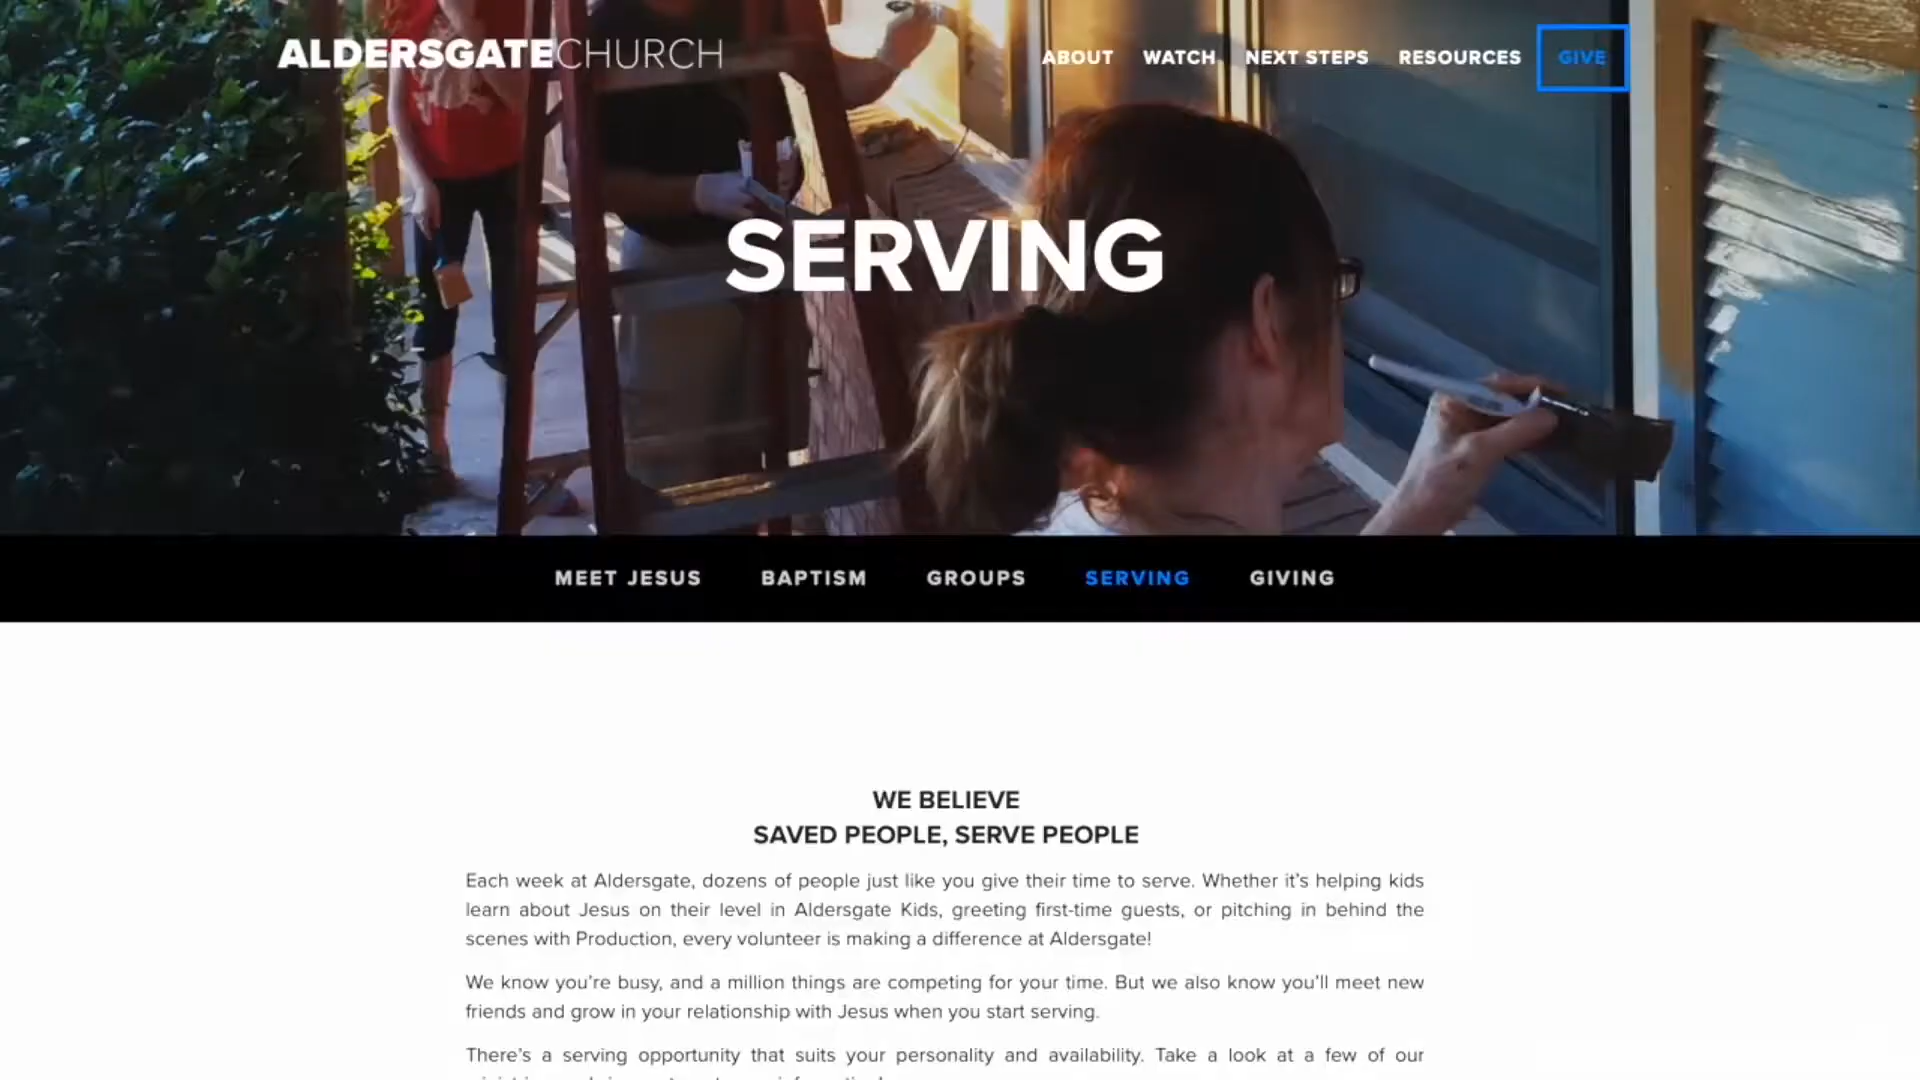 ALDERSGATECHURCH
ABOUT WATCH NEXT STEPS RESOURCES GIVE
SERVING
MEET JESUS BAPTISM GROUPS SERVING GIVING
WE BELIEVE
SAVED PEOPLE, SERVE PEOPLE
Each week at Aldersgate, dozens of people just like you give their time to serve. Whether it's helping kids
learn about Jesus on their level in Aldersgate Kids, greeting first-time guests, or pitching in behind the
scenes with Production, every volunteer is making a difference at Aldersgate!
We know you're busy, and a million things are competing for your time. But we also know you'll meet new
friends and grow in your relationship with Jesus when you start serving.
There's a serving opportunity that suits your personality and availability. Take a look at a few of our